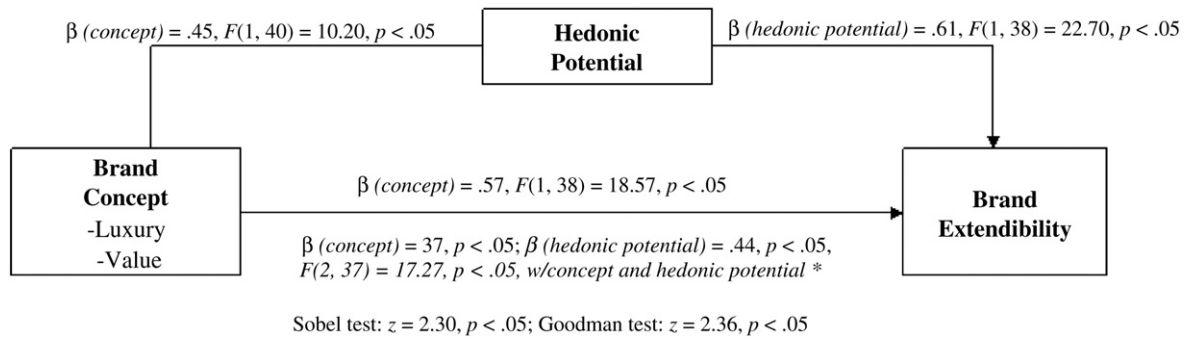 β (concept) = .45, F(1, 40) = 10.20, p < .05
Hedonic
Potential
β (hedonic potential) = .61, F(1, 38) = 22.70, p < .05
Brand
Concept
-Luxury
-Value
β (concept) = .57, F(1, 38) = 18.57, p < .05
β (concept) = 37, p < .05; β (hedonic potential) = .44, p < .05,
F(2, 37) = 17.27, p < .05, w/concept and hedonic potential *
Brand
Extendibility
Sobel test: z = 2.30, p < .05; Goodman test: z = 2.36, p < .05